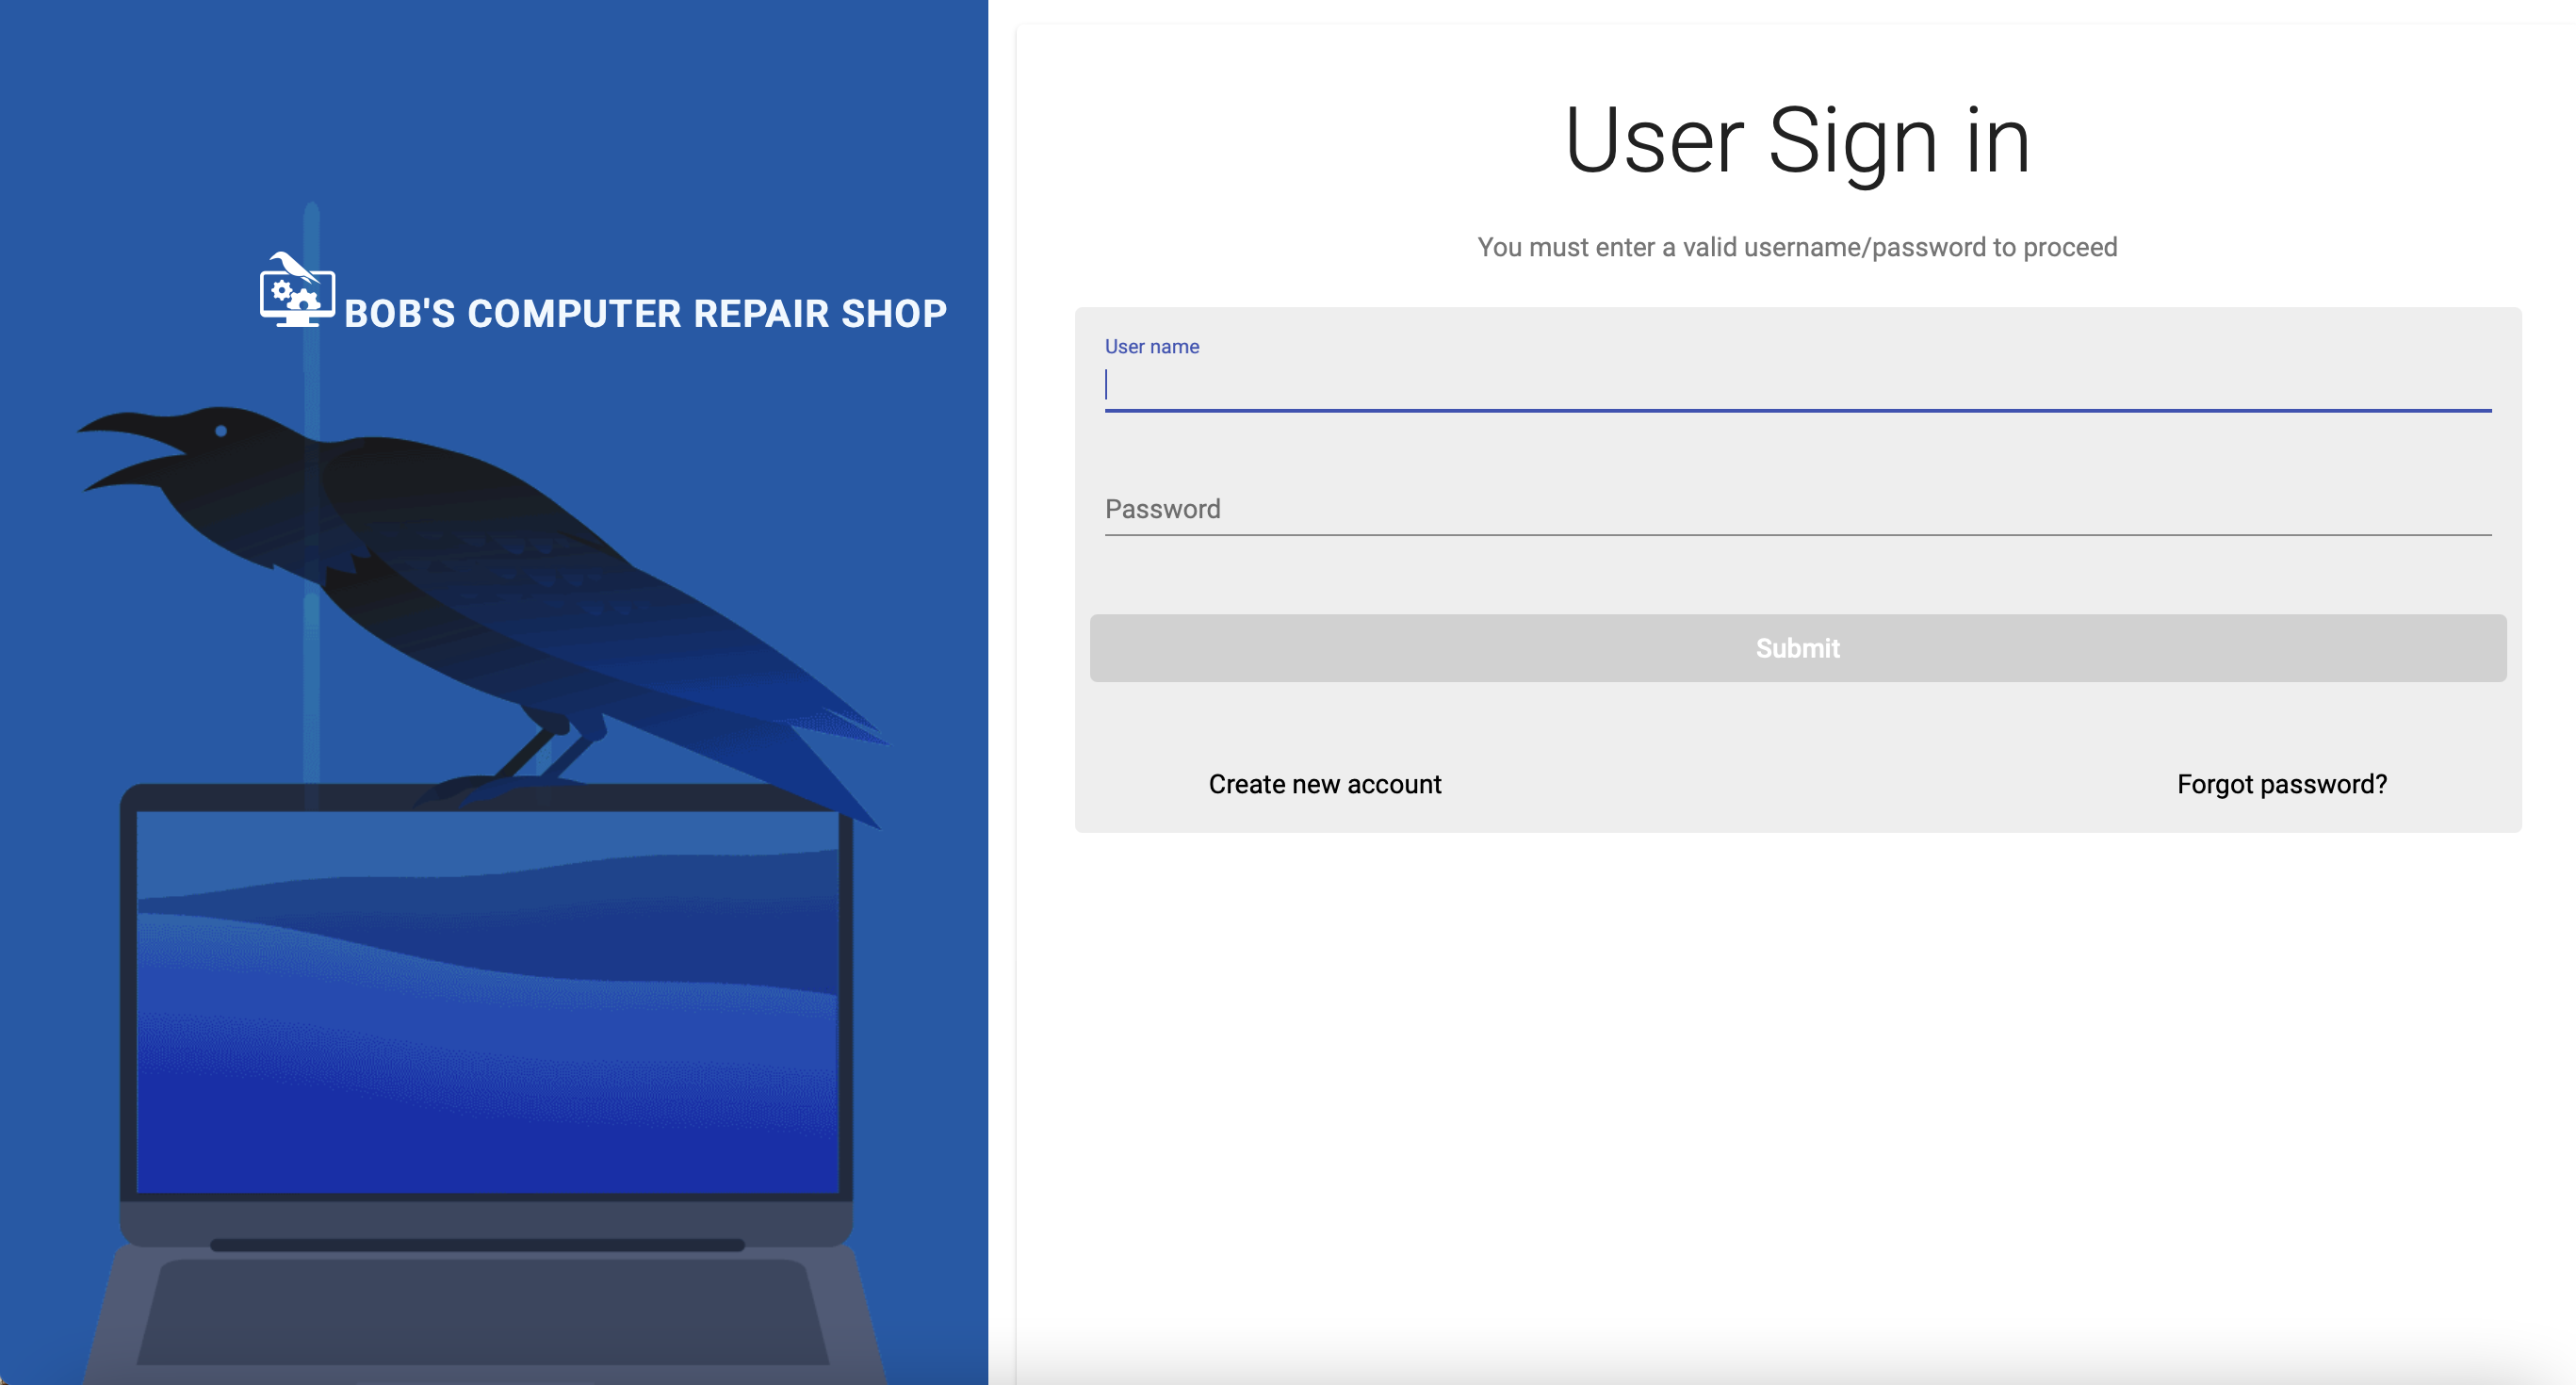 BOB'S COMPUTER REPAIR SHOP
User Sign in
You must enter a valid username/password to proceed
User name
Password
Submit
Create new account
Forgot password?